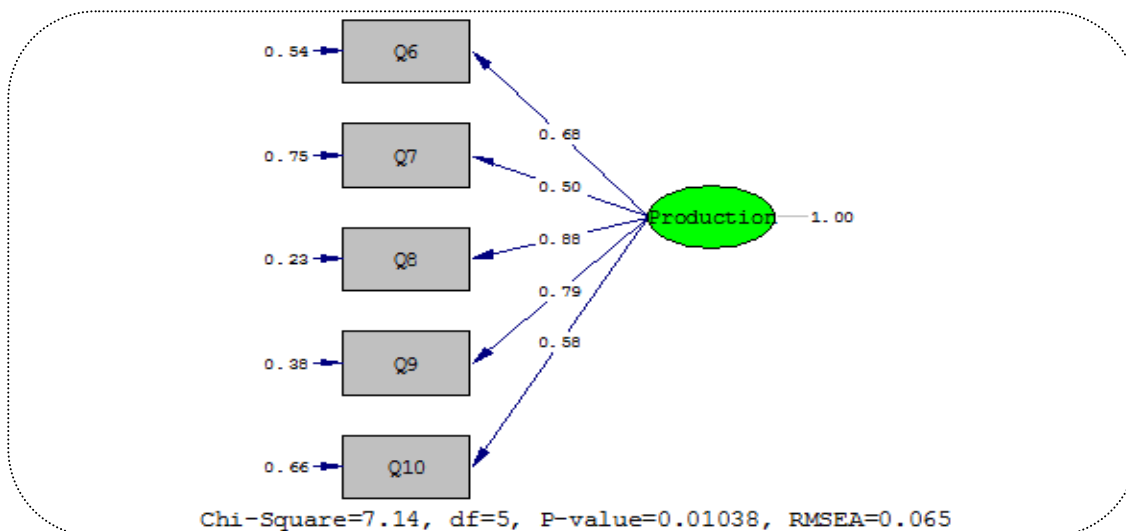 0.54 Q6
0.68
0.75 Q7
0.50
Production 1.00
0.88
0.23 Q8
0.79
0.58
0.38 Q9
0.66 Q10
Chi-Square=7.14, df=5, P-value=0.01038, RMSEA=0.065